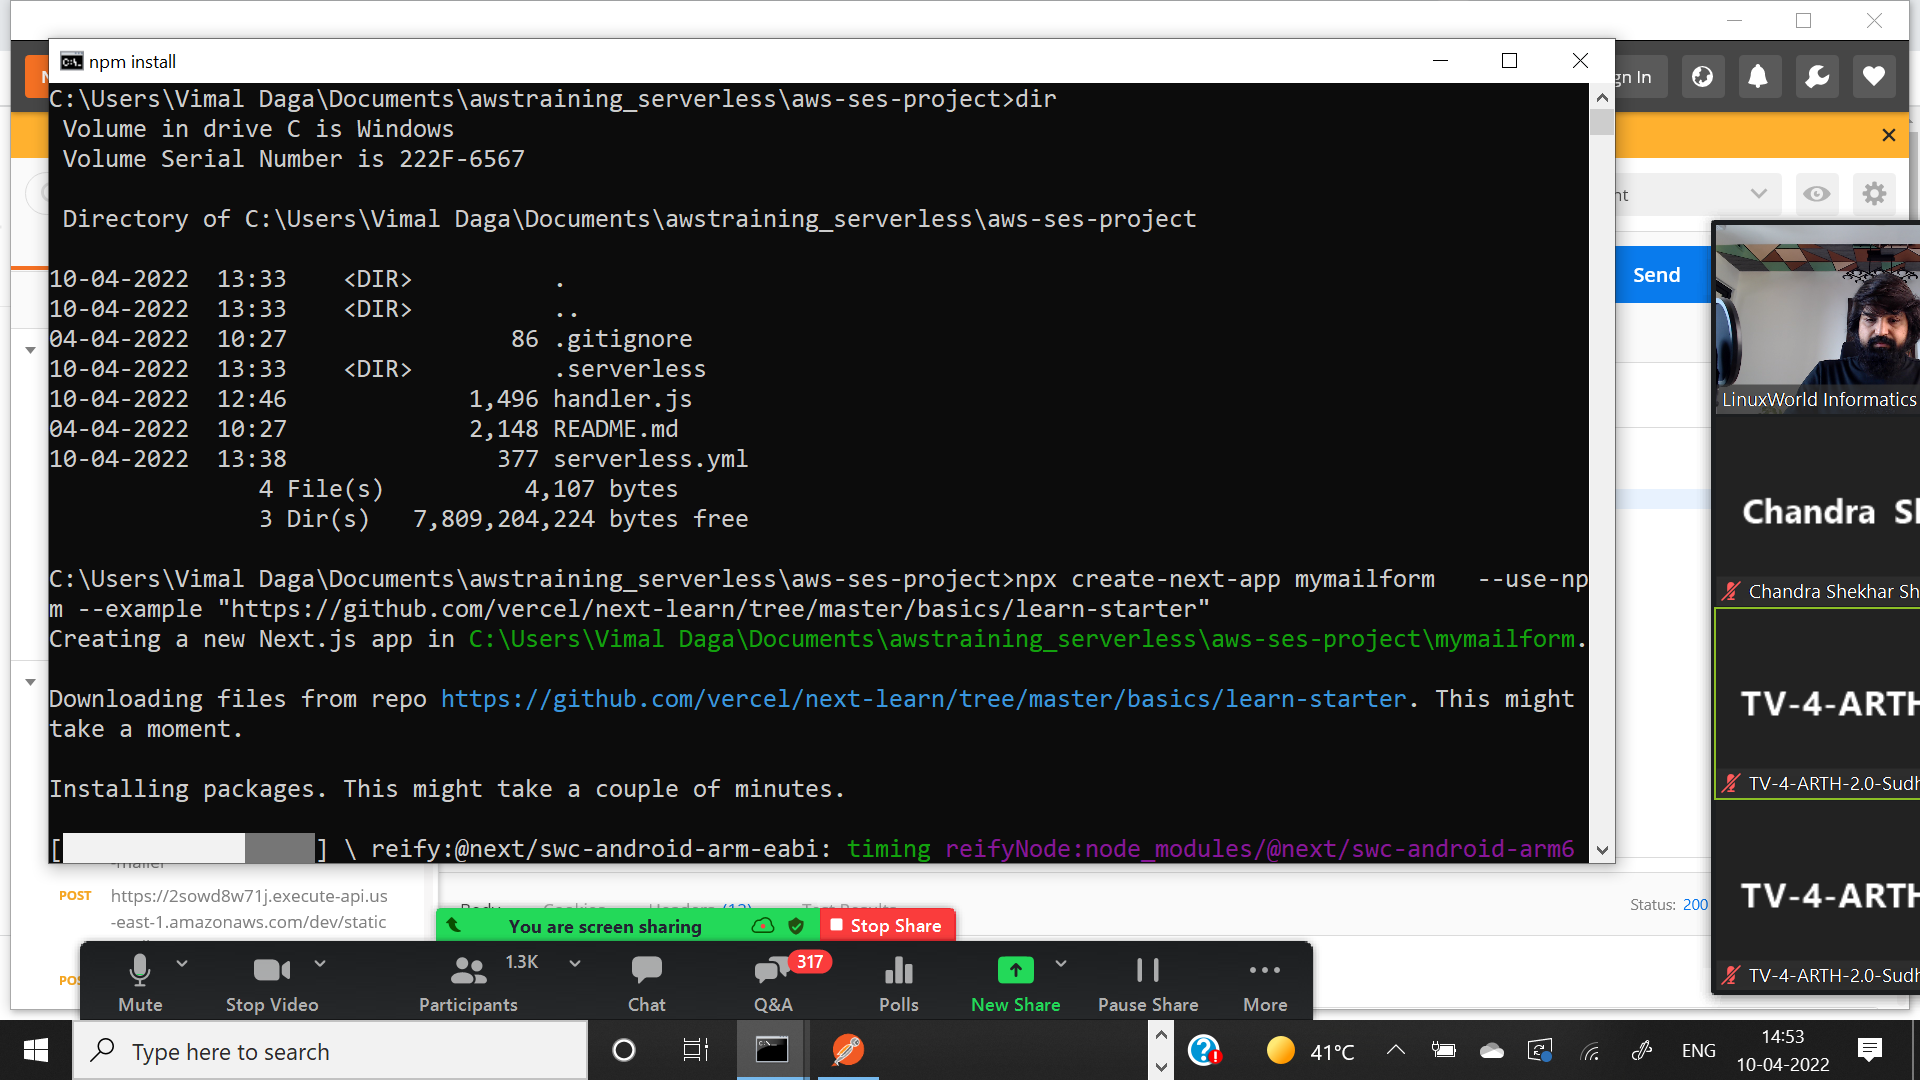 npm install
C:\Users\Vimal Daga\Documents\awstraining_serverless\aws-ses-project>dir
Volume in drive C is Windows
Volume Serial Number is 222F-6567
Directory of C:\Users\Vimal Daga\Documents\awstraining_serverless\aws-ses-project
10-04-2022  13:33    <DIR>          .
10-04-2022  13:33    <DIR>          ..
04-04-2022  10:27                86 .gitignore
10-04-2022  13:33    <DIR>          .serverless
10-04-2022  12:46             1,496 handler.js
04-04-2022  10:27             2,148 README.md
10-04-2022  13:38               377 serverless.yml
4 File(s)          4,107 bytes
3 Dir(s)   7,809,204,224 bytes free
C:\Users\Vimal Daga\Documents\awstraining_serverless\aws-ses-project>npx create-next-app mymailform   --use-np
m --example "https://github.com/vercel/next-learn/tree/master/basics/learn-starter"
Creating a new Next.js app in C:\Users\Vimal Daga\Documents\awstraining_serverless\aws-ses-project\mymailform.
Downloading files from repo https://github.com/vercel/next-learn/tree/master/basics/learn-starter. This might
take a moment.
Installing packages. This might take a couple of minutes.
[ ] \ reify:@next/swc-android-arm-eabi: timing reifyNode:node_modules/@next/swc-android-arm6
gn In
nt
Send
LinuxWorld Informatics
Chandra Sh
Chandra Shekhar Sh
TV-4-ARTH
TV-4-ARTH-2.0-Sudh
TV-4-ARTH
TV-4-ARTH-2.0-Sudh
POST https://2sowd8w71j.execute-api.us
-east-1.amazonaws.com/dev/static
Status: 200
You are screen sharing
Stop Share
Mute
Stop Video
Participants 1.3K
Chat
Q&A 317
Polls
New Share
Pause Share
More
Type here to search
41°C
ENG
14:53
10-04-2022